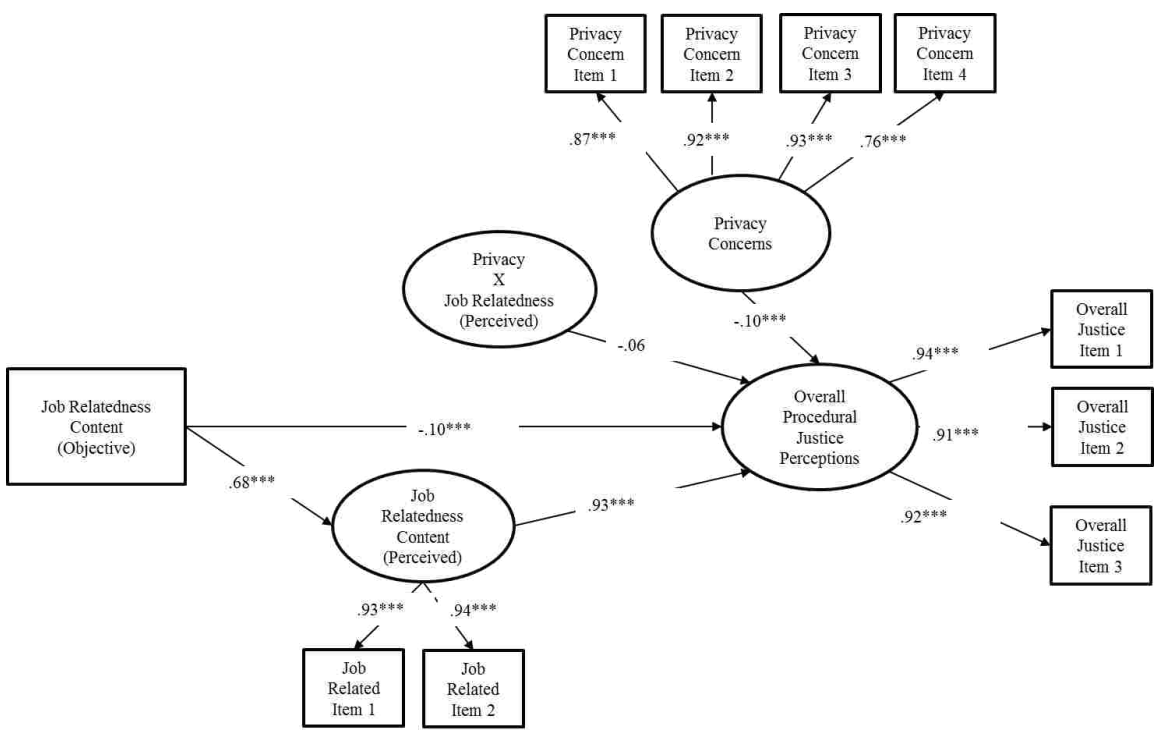 Privacy
Concern
Item 1
Privacy
Concern
Item 2
Privacy
Concern
Item 3
Privacy
Concern
Item 4
.87***
.92***
.93***
.76***
Privacy
Concerns
Privacy
X
Job Relatedness
(Perceived)
-.10***
-.06
Overall
Justice
Item 1
.94***
Job Relatedness
Content
(Objective)
-.10***
Overall
Procedural
Justice
Perceptions
.91***
Overall
Justice
Item 2
.68***
Job
Relatedness
Content
(Perceived)
.93***
.92***
Overall
Justice
Item 3
.93***
.94***
Job
Related
Item 1
Job
Related
Item 2